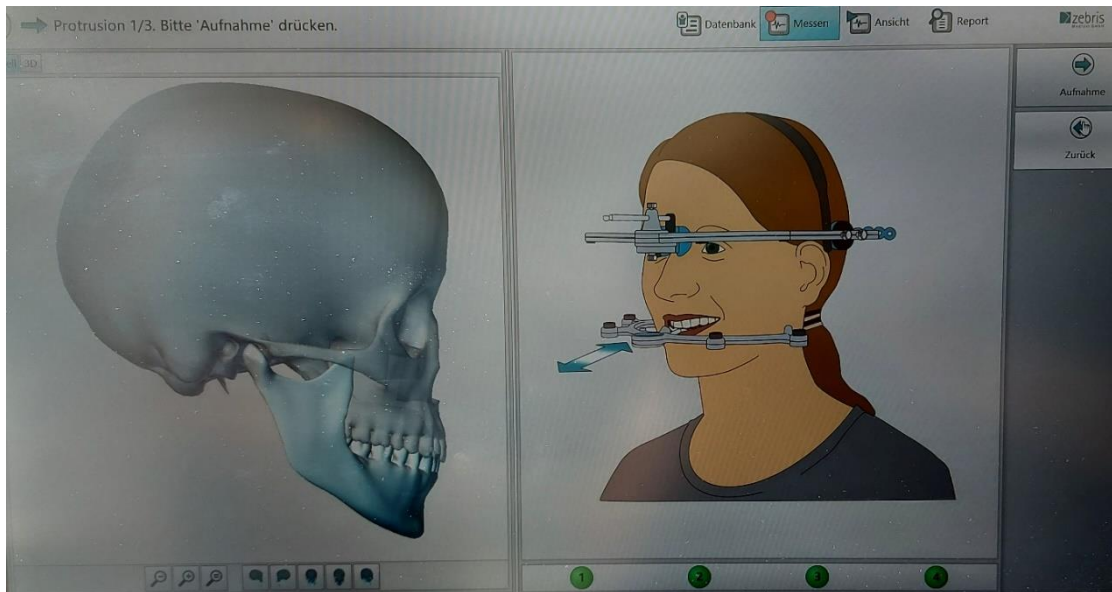 Protrusion 1/3. Bitte 'Aufnahme' drücken.
Datenbank
Messen
Ansicht
Report
zebris
3D
Aufnahme
Zurück
1
2
3
4